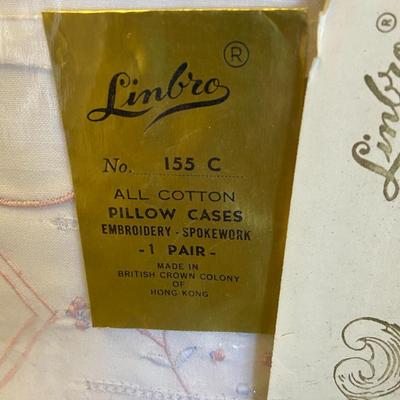 Linbro ®
No. 155 C
ALL COTTON
PILLOW CASES
EMBROIDERY - SPOKEWORK
- 1 PAIR -
MADE IN
BRITISH CROWN COLONY
OF
HONG KONG
Linbro ®